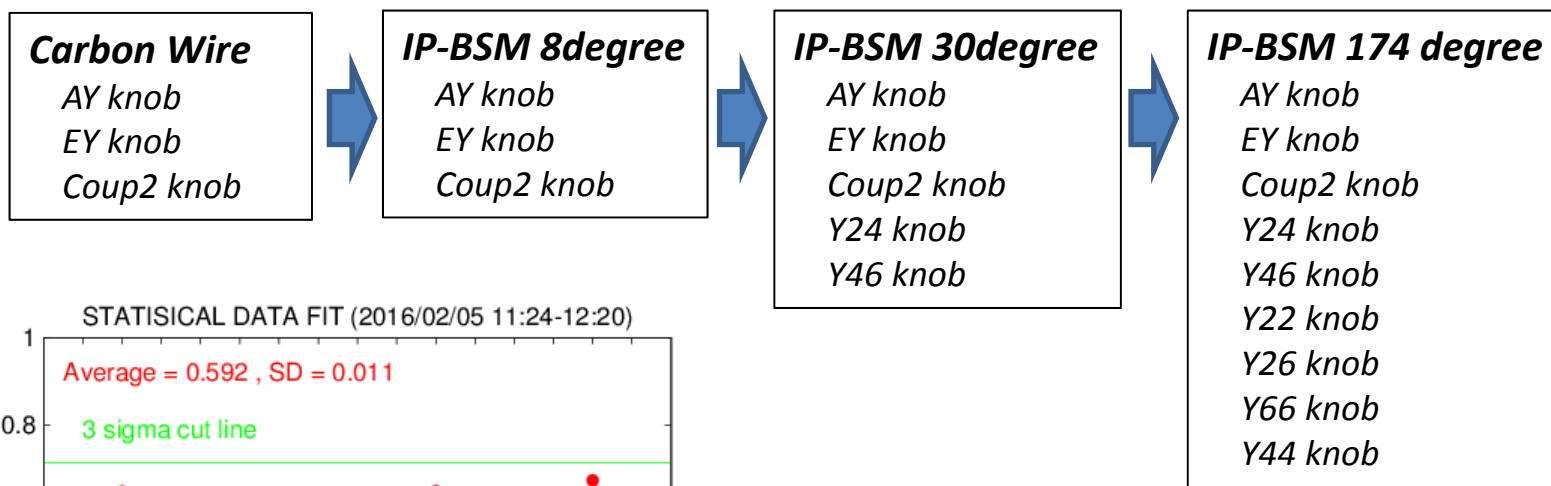 Carbon Wire
AY knob
EY knob
Coup2 knob
IP-BSM 8degree
AY knob
EY knob
Coup2 knob
IP-BSM 30degree
AY knob
EY knob
Coup2 knob
Y24 knob
Y46 knob
IP-BSM 174 degree
AY knob
EY knob
Coup2 knob
Y24 knob
Y46 knob
Y22 knob
Y26 knob
Y66 knob
Y44 knob
STATISICAL DATA FIT (2016/02/05 11:24-12:20)
1
Average = 0.592 , SD = 0.011
0.8
3 sigma cut line